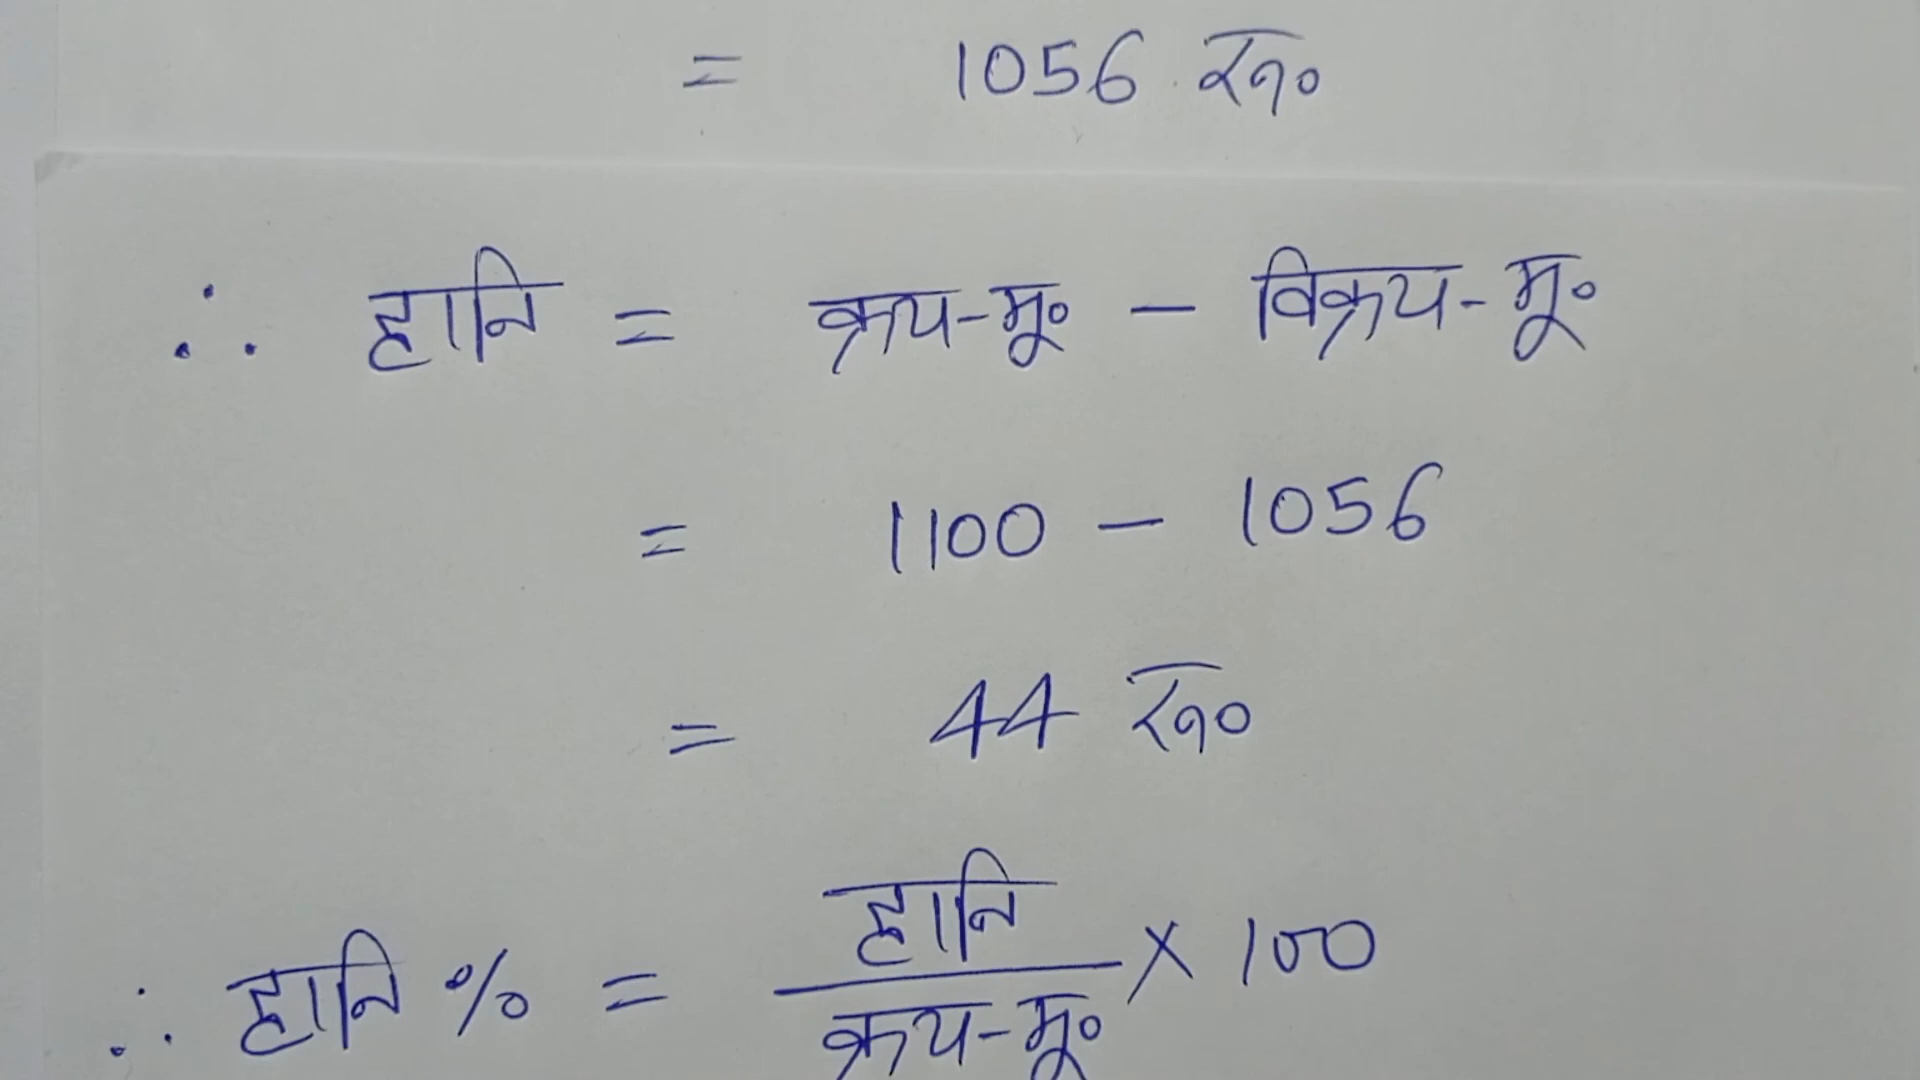 = 1056 रू०
∴ हानि = क्रय-मू० - विक्रय-मू०
= 1100 - 1056
= 44 रू०
∴ हानि % = हानि/क्रय-मू० × 100